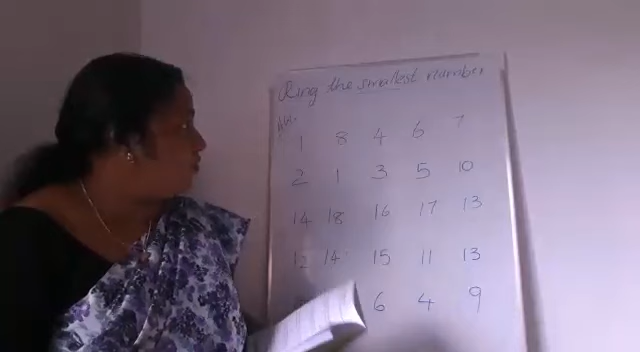 Ring the smallest number
1 8 4 6 7
2 1 3 5 10
14 18 16 17 13
12 14 15 11 13
6 4 9